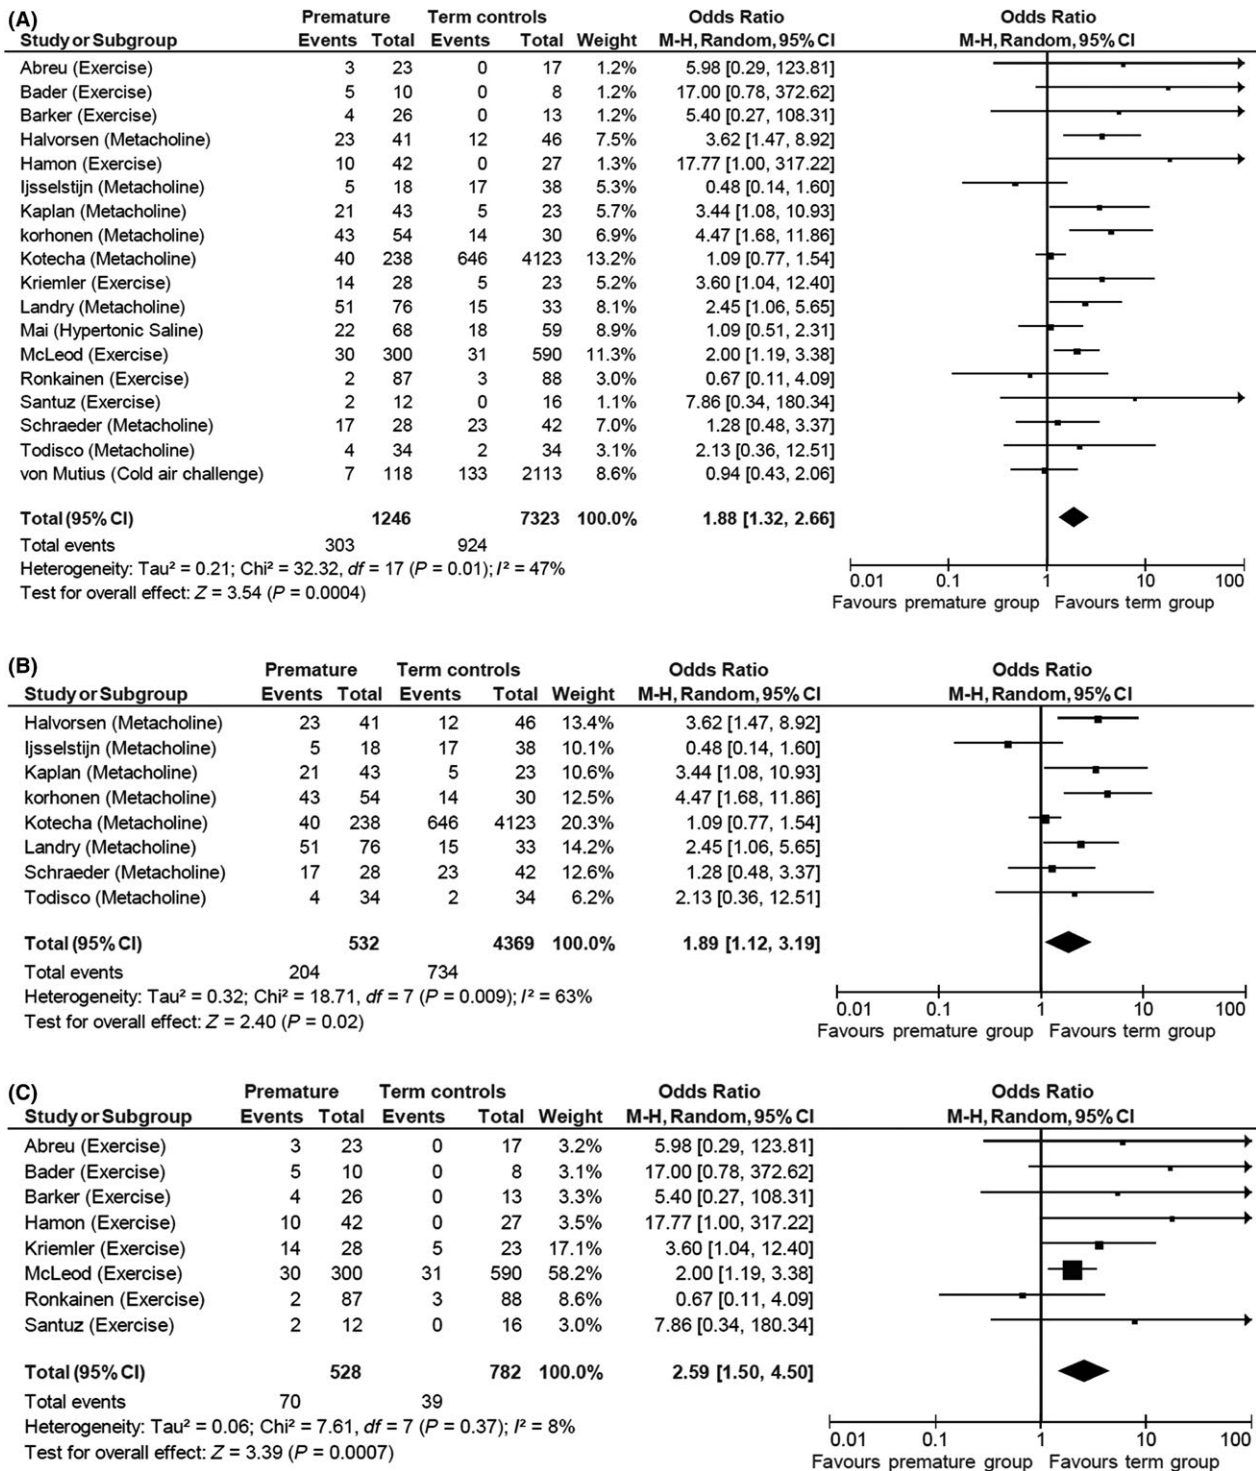 (A) Premature Term controls Odds Ratio Odds Ratio
Study or Subgroup Events Total Events Total Weight M-H, Random, 95% CI M-H, Random, 95% CI
Abreu (Exercise) 3 23 0 17 1.2% 5.98 [0.29, 123.81]
Bader (Exercise) 5 10 0 8 1.2% 17.00 [0.78, 372.62]
Barker (Exercise) 4 26 0 13 1.2% 5.40 [0.27, 108.31]
Halvorsen (Metacholine) 23 41 12 46 7.5% 3.62 [1.47, 8.92]
Hamon (Exercise) 10 42 0 27 1.3% 17.77 [1.00, 317.22]
Ijsselstijn (Metacholine) 5 18 17 38 5.3% 0.48 [0.14, 1.60]
Kaplan (Metacholine) 21 43 5 23 5.7% 3.44 [1.08, 10.93]
korhonen (Metacholine) 43 54 14 30 6.9% 4.47 [1.68, 11.86]
Kotecha (Metacholine) 40 238 646 4123 13.2% 1.09 [0.77, 1.54]
Kriemler (Exercise) 14 28 5 23 5.2% 3.60 [1.04, 12.40]
Landry (Metacholine) 51 76 15 33 8.1% 2.45 [1.06, 5.65]
Mai (Hypertonic Saline) 22 68 18 59 8.9% 1.09 [0.51, 2.31]
McLeod (Exercise) 30 300 31 590 11.3% 2.00 [1.19, 3.38]
Ronkainen (Exercise) 2 87 3 88 3.0% 0.67 [0.11, 4.09]
Santuz (Exercise) 2 12 0 16 1.1% 7.86 [0.34, 180.34]
Schraeder (Metacholine) 17 28 23 42 7.0% 1.28 [0.48, 3.37]
Todisco (Metacholine) 4 34 2 34 3.1% 2.13 [0.36, 12.51]
von Mutius (Cold air challenge) 7 118 133 2113 8.6% 0.94 [0.43, 2.06]
Total (95% CI) 1246 7323 100.0% 1.88 [1.32, 2.66]
Total events 303 924
Heterogeneity: Tau² = 0.21; Chi² = 32.32, df = 17 (P = 0.01); I² = 47%
Test for overall effect: Z = 3.54 (P = 0.0004)
0.01 0.1 1 10 100
Favours premature group Favours term group
(B) Premature Term controls Odds Ratio Odds Ratio
Study or Subgroup Events Total Events Total Weight M-H, Random, 95% CI M-H, Random, 95% CI
Halvorsen (Metacholine) 23 41 12 46 13.4% 3.62 [1.47, 8.92]
Ijsselstijn (Metacholine) 5 18 17 38 10.1% 0.48 [0.14, 1.60]
Kaplan (Metacholine) 21 43 5 23 10.6% 3.44 [1.08, 10.93]
korhonen (Metacholine) 43 54 14 30 12.5% 4.47 [1.68, 11.86]
Kotecha (Metacholine) 40 238 646 4123 20.3% 1.09 [0.77, 1.54]
Landry (Metacholine) 51 76 15 33 14.2% 2.45 [1.06, 5.65]
Schraeder (Metacholine) 17 28 23 42 12.6% 1.28 [0.48, 3.37]
Todisco (Metacholine) 4 34 2 34 6.2% 2.13 [0.36, 12.51]
Total (95% CI) 532 4369 100.0% 1.89 [1.12, 3.19]
Total events 204 734
Heterogeneity: Tau² = 0.32; Chi² = 18.71, df = 7 (P = 0.009); I² = 63%
Test for overall effect: Z = 2.40 (P = 0.02)
0.01 0.1 1 10 100
Favours premature group Favours term group
(C) Premature Term controls Odds Ratio Odds Ratio
Study or Subgroup Events Total Events Total Weight M-H, Random, 95% CI M-H, Random, 95% CI
Abreu (Exercise) 3 23 0 17 3.2% 5.98 [0.29, 123.81]
Bader (Exercise) 5 10 0 8 3.1% 17.00 [0.78, 372.62]
Barker (Exercise) 4 26 0 13 3.3% 5.40 [0.27, 108.31]
Hamon (Exercise) 10 42 0 27 3.5% 17.77 [1.00, 317.22]
Kriemler (Exercise) 14 28 5 23 17.1% 3.60 [1.04, 12.40]
McLeod (Exercise) 30 300 31 590 58.2% 2.00 [1.19, 3.38]
Ronkainen (Exercise) 2 87 3 88 8.6% 0.67 [0.11, 4.09]
Santuz (Exercise) 2 12 0 16 3.0% 7.86 [0.34, 180.34]
Total (95% CI) 528 782 100.0% 2.59 [1.50, 4.50]
Total events 70 39
Heterogeneity: Tau² = 0.06; Chi² = 7.61, df = 7 (P = 0.37); I² = 8%
Test for overall effect: Z = 3.39 (P = 0.0007)
0.01 0.1 1 10 100
Favours premature group Favours term group